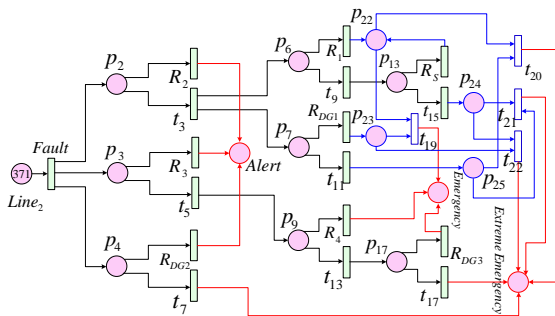 p22
p6
R1
p13
p2
R2
RS
t20
t9
p24
t3
RDG1
t15
p23
t21
Fault
p7
p3
R3
t19
t22
Alert
371
t11
p25
Line2
t5
Emergency
p9
R4
p4
RDG2
p17
RDG3
t13
Extreme Emergency
t7
t17